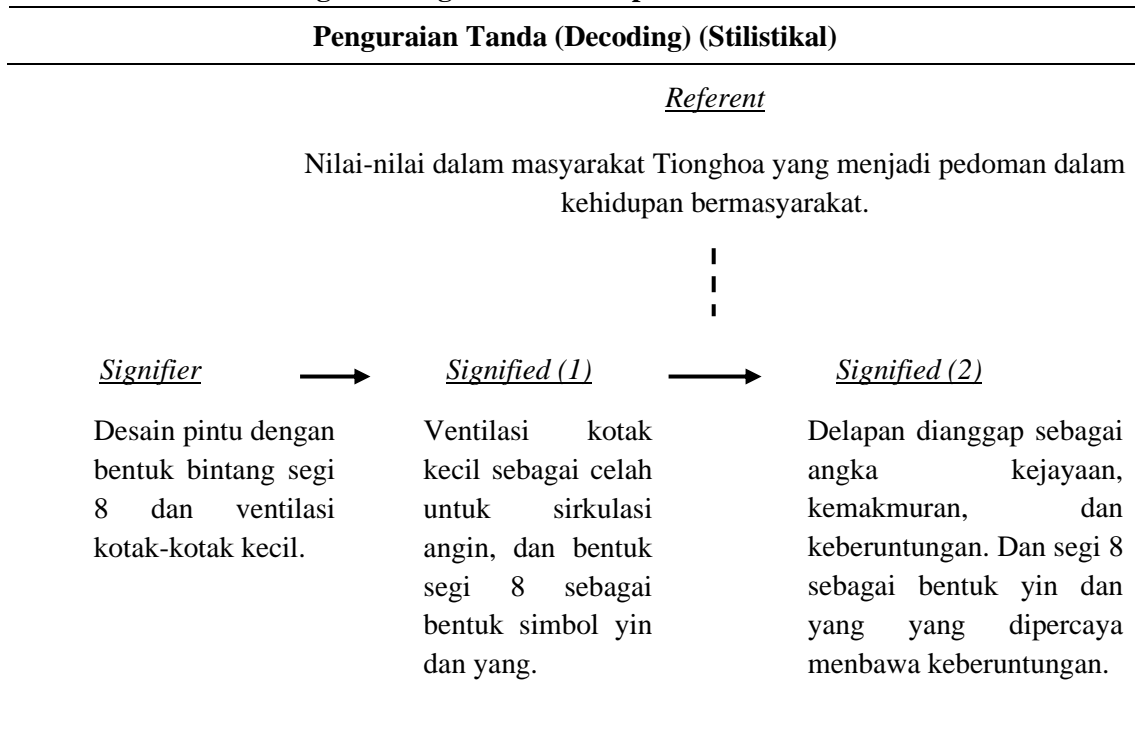 Penguraian Tanda (Decoding) (Stilistikal)
Referent
Nilai-nilai dalam masyarakat Tionghoa yang menjadi pedoman dalam
kehidupan bermasyarakat.
Signifier
Signified (1)
Signified (2)
Desain pintu dengan
bentuk bintang segi
8 dan ventilasi
kotak-kotak kecil.
Ventilasi kotak
kecil sebagai celah
untuk sirkulasi
angin, dan bentuk
segi 8 sebagai
bentuk simbol yin
dan yang.
Delapan dianggap sebagai
angka kejayaan,
kemakmuran, dan
keberuntungan. Dan segi 8
sebagai bentuk yin dan
yang yang dipercaya
menbawa keberuntungan.